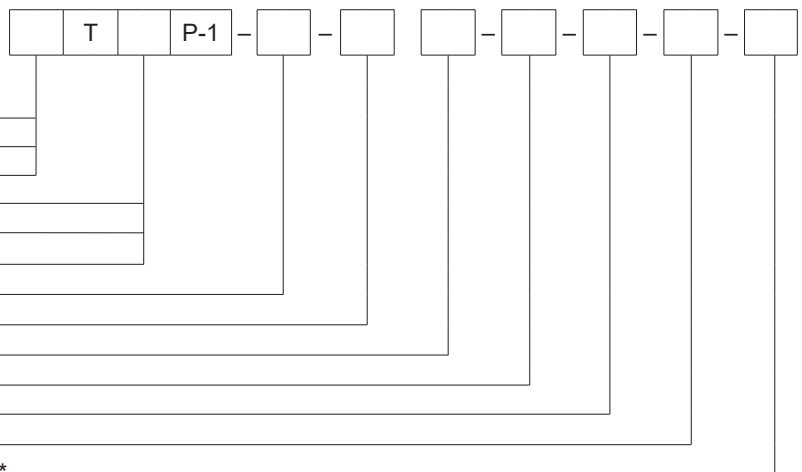 T P-1 – – – – – –
*